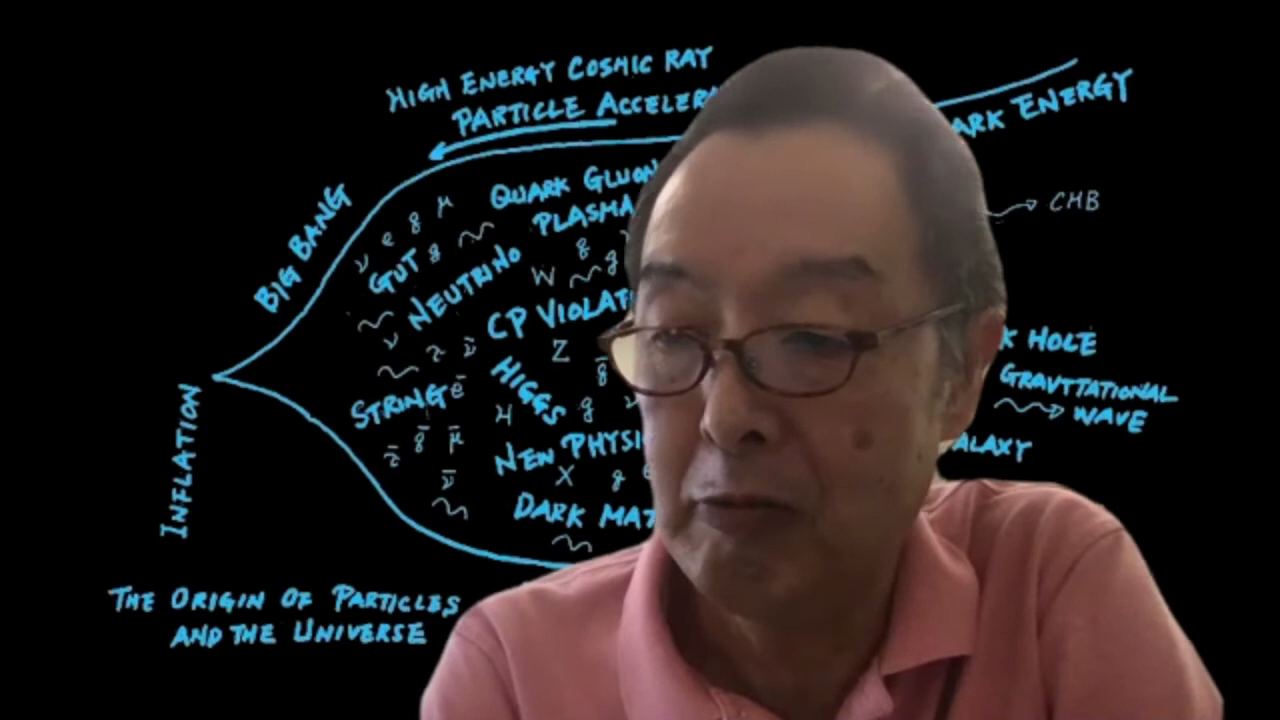 HIGH ENERGY COSMIC RAY
PARTICLE ACCELER
ARK ENERGY
BIG BANG
QUARK GLUON
PLASMA
CMB
ν e g μ
GUT g
NEUTRINO
W g
CP VIOLAT
ν τ ν̄ Z g̅
STRING e̅
HIGGS
H g
K HOLE
GRAVTTATIONAL
WAVE
ALAXY
τ̅ g̅ μ̅
NEW PHYSI
ν̅ X g
DARK MAT
INFLATION
THE ORIGIN OF PARTICLES
AND THE UNIVERSE